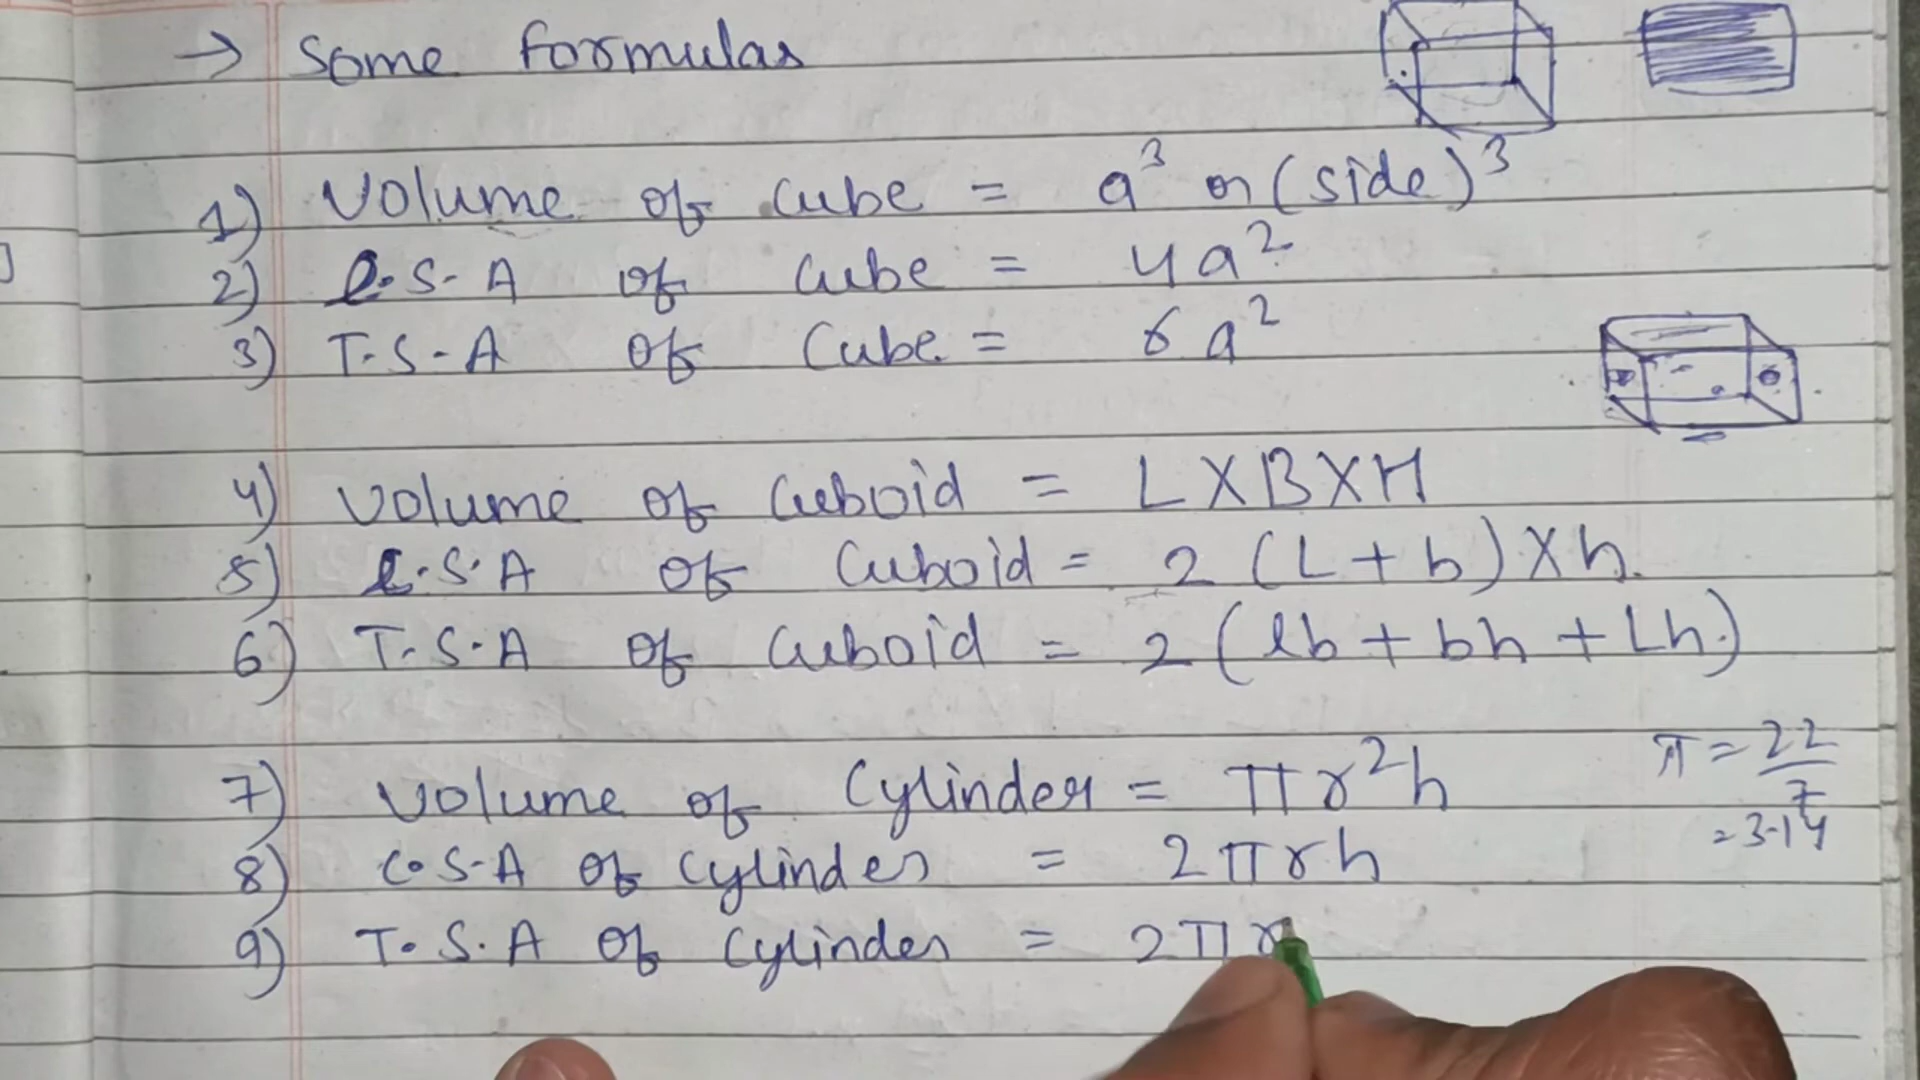 → Some formulas
1) Volume of cube = a³ or (side)³
2) L.S.A of cube = 4a²
3) T.S.A of Cube = 6a²
4) Volume of Cuboid = L×B×H
5) L.S.A of Cuboid = 2(L+b)×h
6) T.S.A of Cuboid = 2(lb+bh+Lh)
7) Volume of Cylinder = πr²h
π = 22/7
= 3.14
8) C.S.A of cylinder = 2πrh
9) T.S.A of Cylinder = 2πr